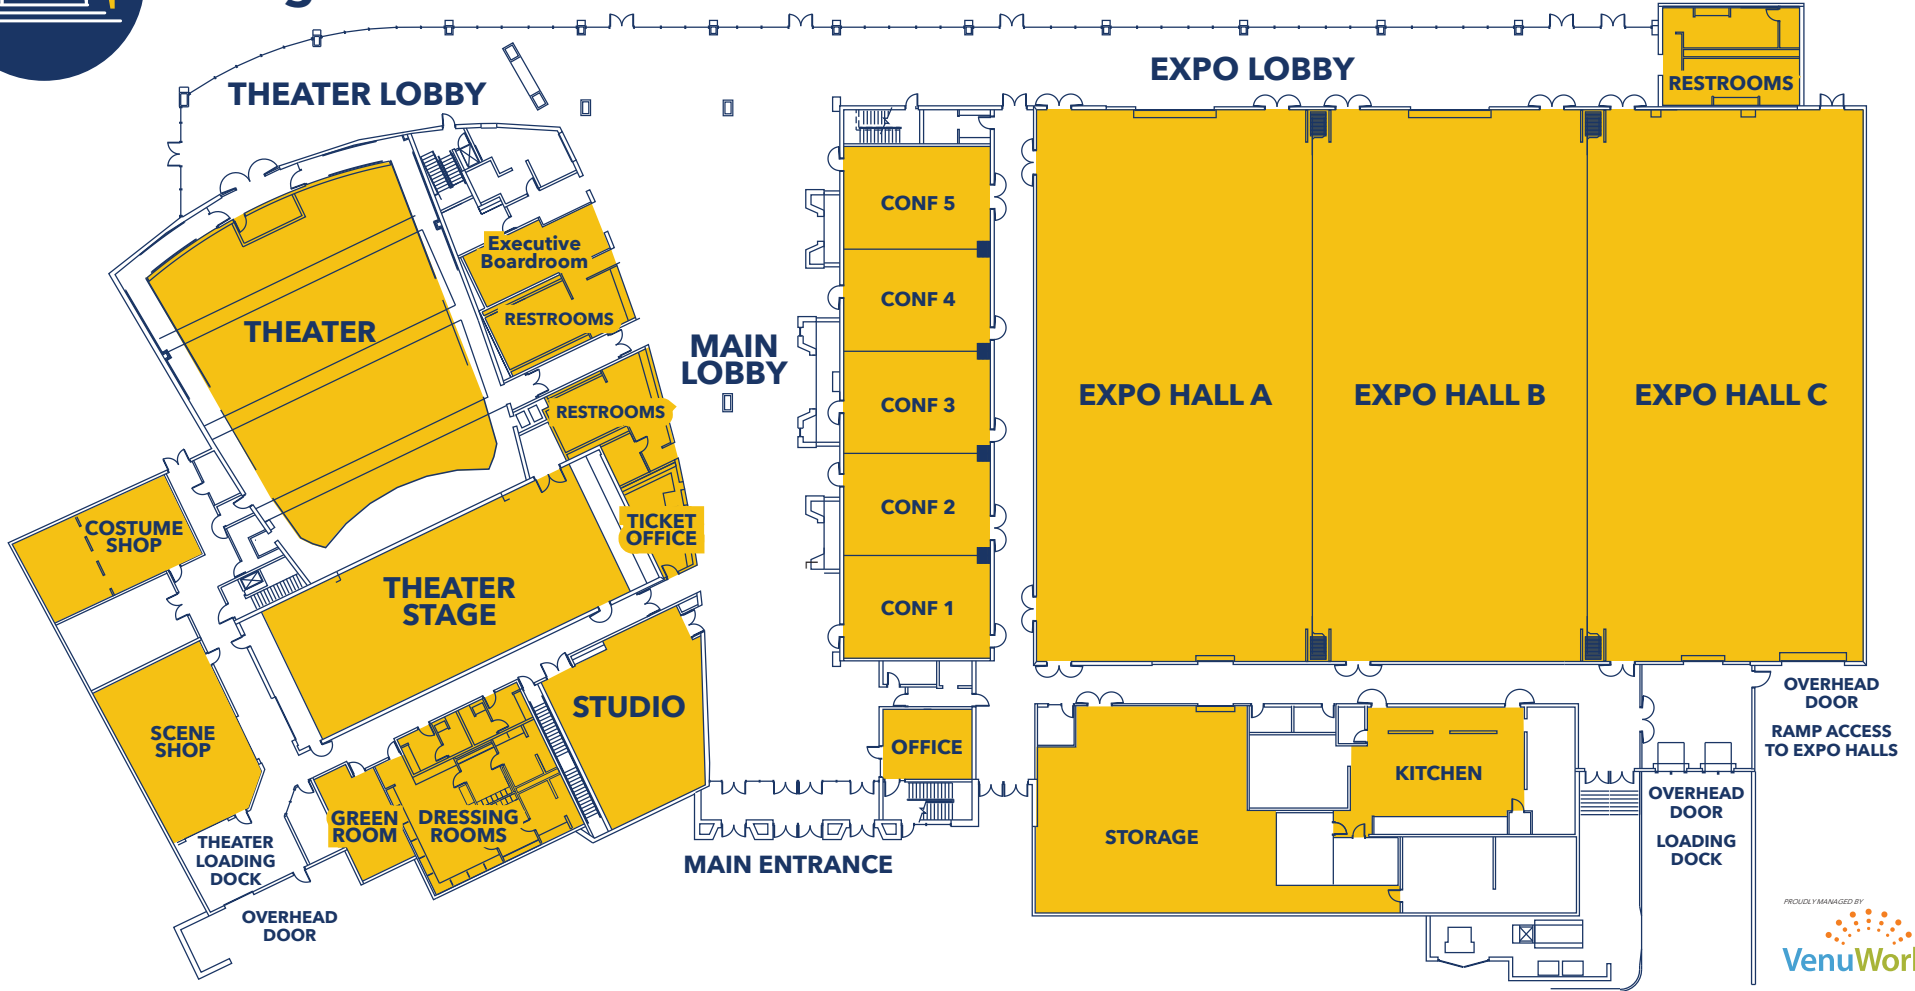 THEATER LOBBY
EXPO LOBBY
RESTROOMS
CONF 5
Executive
Boardroom
CONF 4
RESTROOMS
THEATER
MAIN
LOBBY
EXPO HALL A
EXPO HALL B
EXPO HALL C
CONF 3
RESTROOMS
CONF 2
TICKET
OFFICE
COSTUME
SHOP
THEATER
STAGE
CONF 1
STUDIO
OVERHEAD
DOOR
RAMP ACCESS
TO EXPO HALLS
SCENE
SHOP
OFFICE
KITCHEN
OVERHEAD
DOOR
LOADING
DOCK
GREEN
ROOM
DRESSING
ROOMS
STORAGE
THEATER
LOADING
DOCK
MAIN ENTRANCE
OVERHEAD
DOOR
PROUDLY MANAGED BY